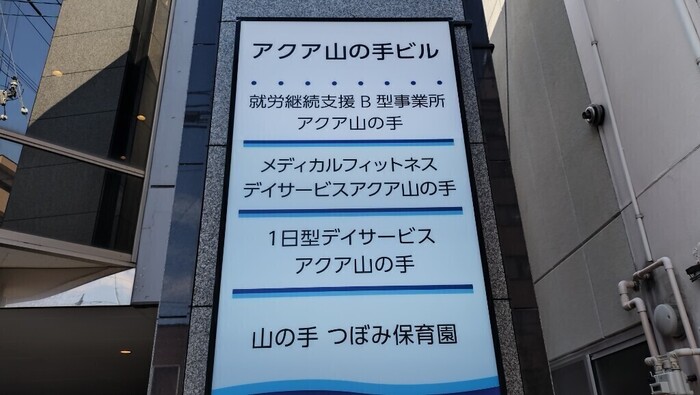 アクア山の手ビル
就労継続支援B型事業所
アクア山の手
メディカルフィットネス
デイサービスアクア山の手
1日型デイサービス
アクア山の手
山の手 つぼみ保育園